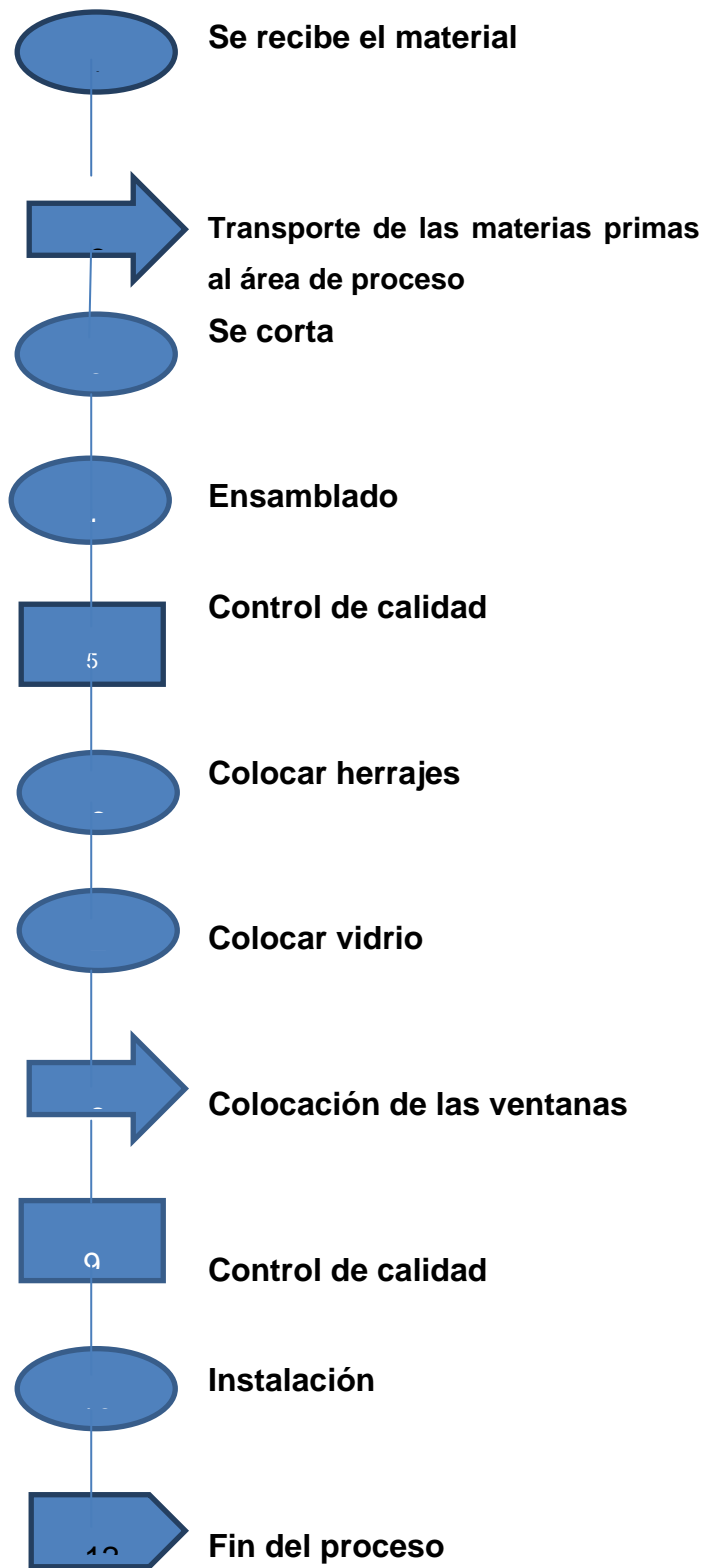 Se recibe el material
Transporte de las materias primas
al área de proceso
Se corta
Ensamblado
Control de calidad
5
Colocar herrajes
Colocar vidrio
Colocación de las ventanas
9
Control de calidad
Instalación
Fin del proceso